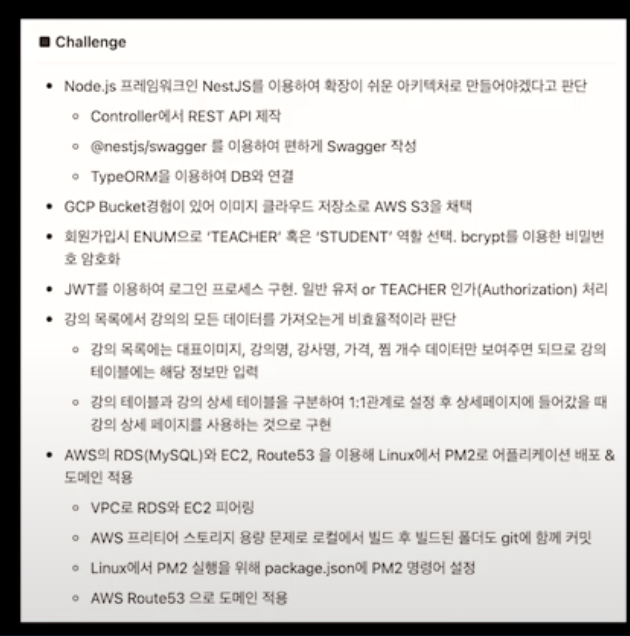 Challenge
Node.js 프레임워크인 NestJS를 이용하여 확장이 쉬운 아키텍처로 만들어야겠다고 판단
Controller에서 REST API 제작
@nestjs/swagger 를 이용하여 편하게 Swagger 작성
TypeORM을 이용하여 DB와 연결
GCP Bucket경험이 있어 이미지 클라우드 저장소로 AWS S3을 채택
회원가입시 ENUM으로 ‘TEACHER’ 혹은 ‘STUDENT’ 역할 선택. bcrypt를 이용한 비밀번
호 암호화
JWT를 이용하여 로그인 프로세스 구현. 일반 유저 or TEACHER 인가(Authorization) 처리
강의 목록에서 강의의 모든 데이터를 가져오는게 비효율적이라 판단
강의 목록에는 대표이미지, 강의명, 강사명, 가격, 찜 개수 데이터만 보여주면 되므로 강의
테이블에는 해당 정보만 입력
강의 테이블과 강의 상세 테이블을 구분하여 1:1관계로 설정 후 상세페이지에 들어갔을 때
강의 상세 페이지를 사용하는 것으로 구현
AWS의 RDS(MySQL)와 EC2, Route53 을 이용해 Linux에서 PM2로 어플리케이션 배포 &
도메인 적용
VPC로 RDS와 EC2 피어링
AWS 프리티어 스토리지 용량 문제로 로컬에서 빌드 후 빌드된 폴더도 git에 함께 커밋
Linux에서 PM2 실행을 위해 package.json에 PM2 명령어 설정
AWS Route53 으로 도메인 적용